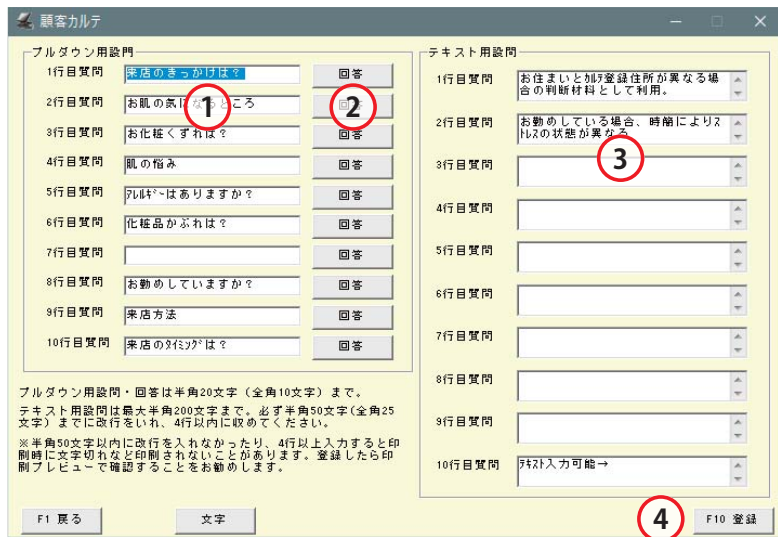 顧客カルテ
プルダウン用設問
1行目質問 来店のきっかけは？ 回答
2行目質問 お肌の気になるところ 回答
3行目質問 お化粧くずれは？ 回答
4行目質問 肌の悩み 回答
5行目質問 ｱﾚﾙｷﾞｰはありますか？ 回答
6行目質問 化粧品かぶれは？ 回答
7行目質問 回答
8行目質問 お勤めしていますか？ 回答
9行目質問 来店方法 回答
10行目質問 来店のﾀｲﾐﾝｸﾞは？ 回答
1
2
プルダウン用設問・回答は半角20文字（全角10文字）まで。
テキスト用設問は最大半角200文字まで。必ず半角50文字(全角25
文字）までに改行をいれ、4行以内に収めてください。
※半角50文字以内に改行を入れなかったり、4行以上入力すると印
刷時に文字切れなど印刷されないことがあります。登録したら印
刷プレビューで確認することをお勧めします。
テキスト用設問
1行目質問 お住まいとｶﾙﾃ登録住所が異なる場
合の判断材料として利用。
2行目質問 お勤めしている場合、時間によりｽ
ﾄﾚｽの状態が異なる
3
3行目質問
4行目質問
5行目質問
6行目質問
7行目質問
8行目質問
9行目質問
10行目質問 ﾃｷｽﾄ入力可能→
F1 戻る 文字 4 F10 登録